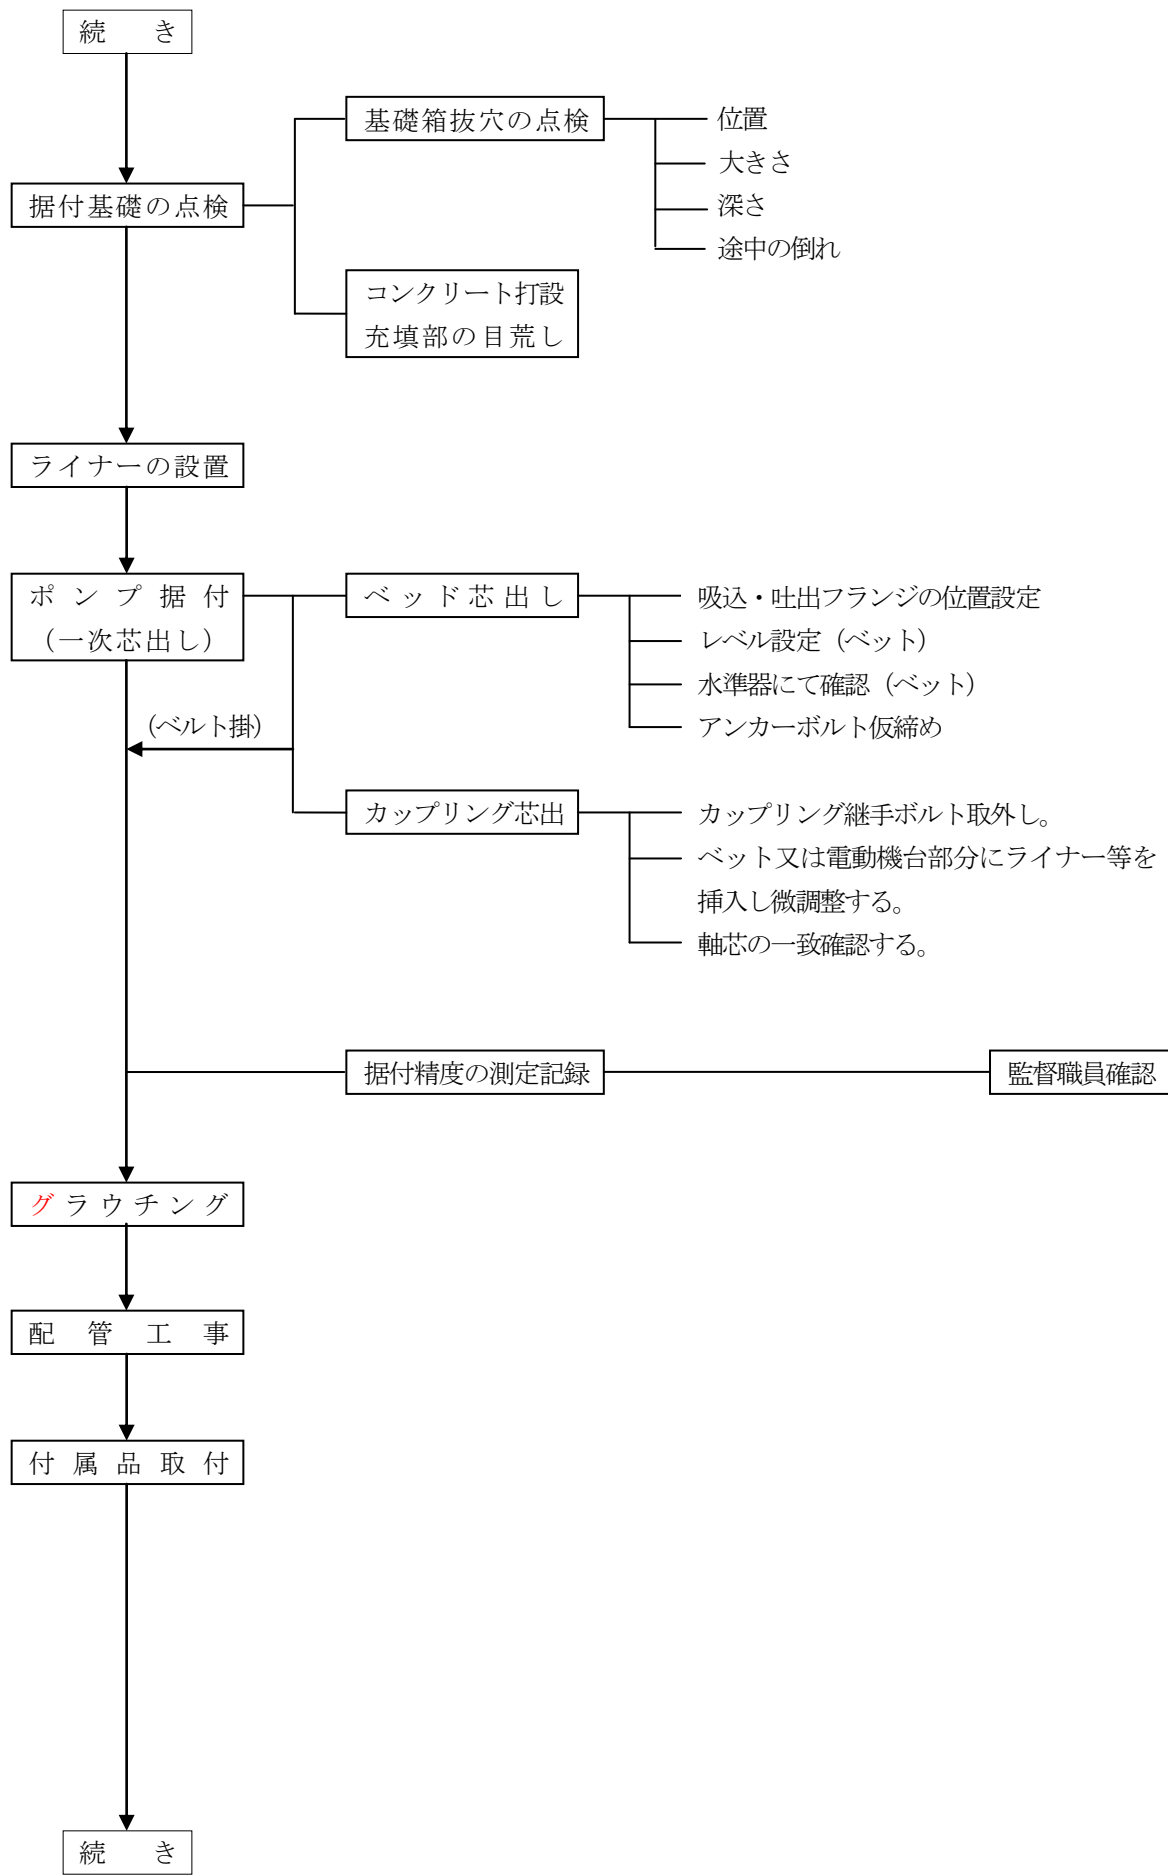 続　き
基礎箱抜穴の点検
位置
大きさ
据付基礎の点検
深さ
途中の倒れ
コンクリート打設
充填部の目荒し
ライナーの設置
ポンプ据付
（一次芯出し）
ベッド芯出し
吸込・吐出フランジの位置設定
レベル設定（ベット）
水準器にて確認（ベット）
アンカーボルト仮締め
（ベルト掛）
カップリング芯出
カップリング継手ボルト取外し。
ベット又は電動機台部分にライナー等を
挿入し微調整する。
軸芯の一致確認する。
据付精度の測定記録
監督職員確認
グラウチング
配管工事
付属品取付
続　き